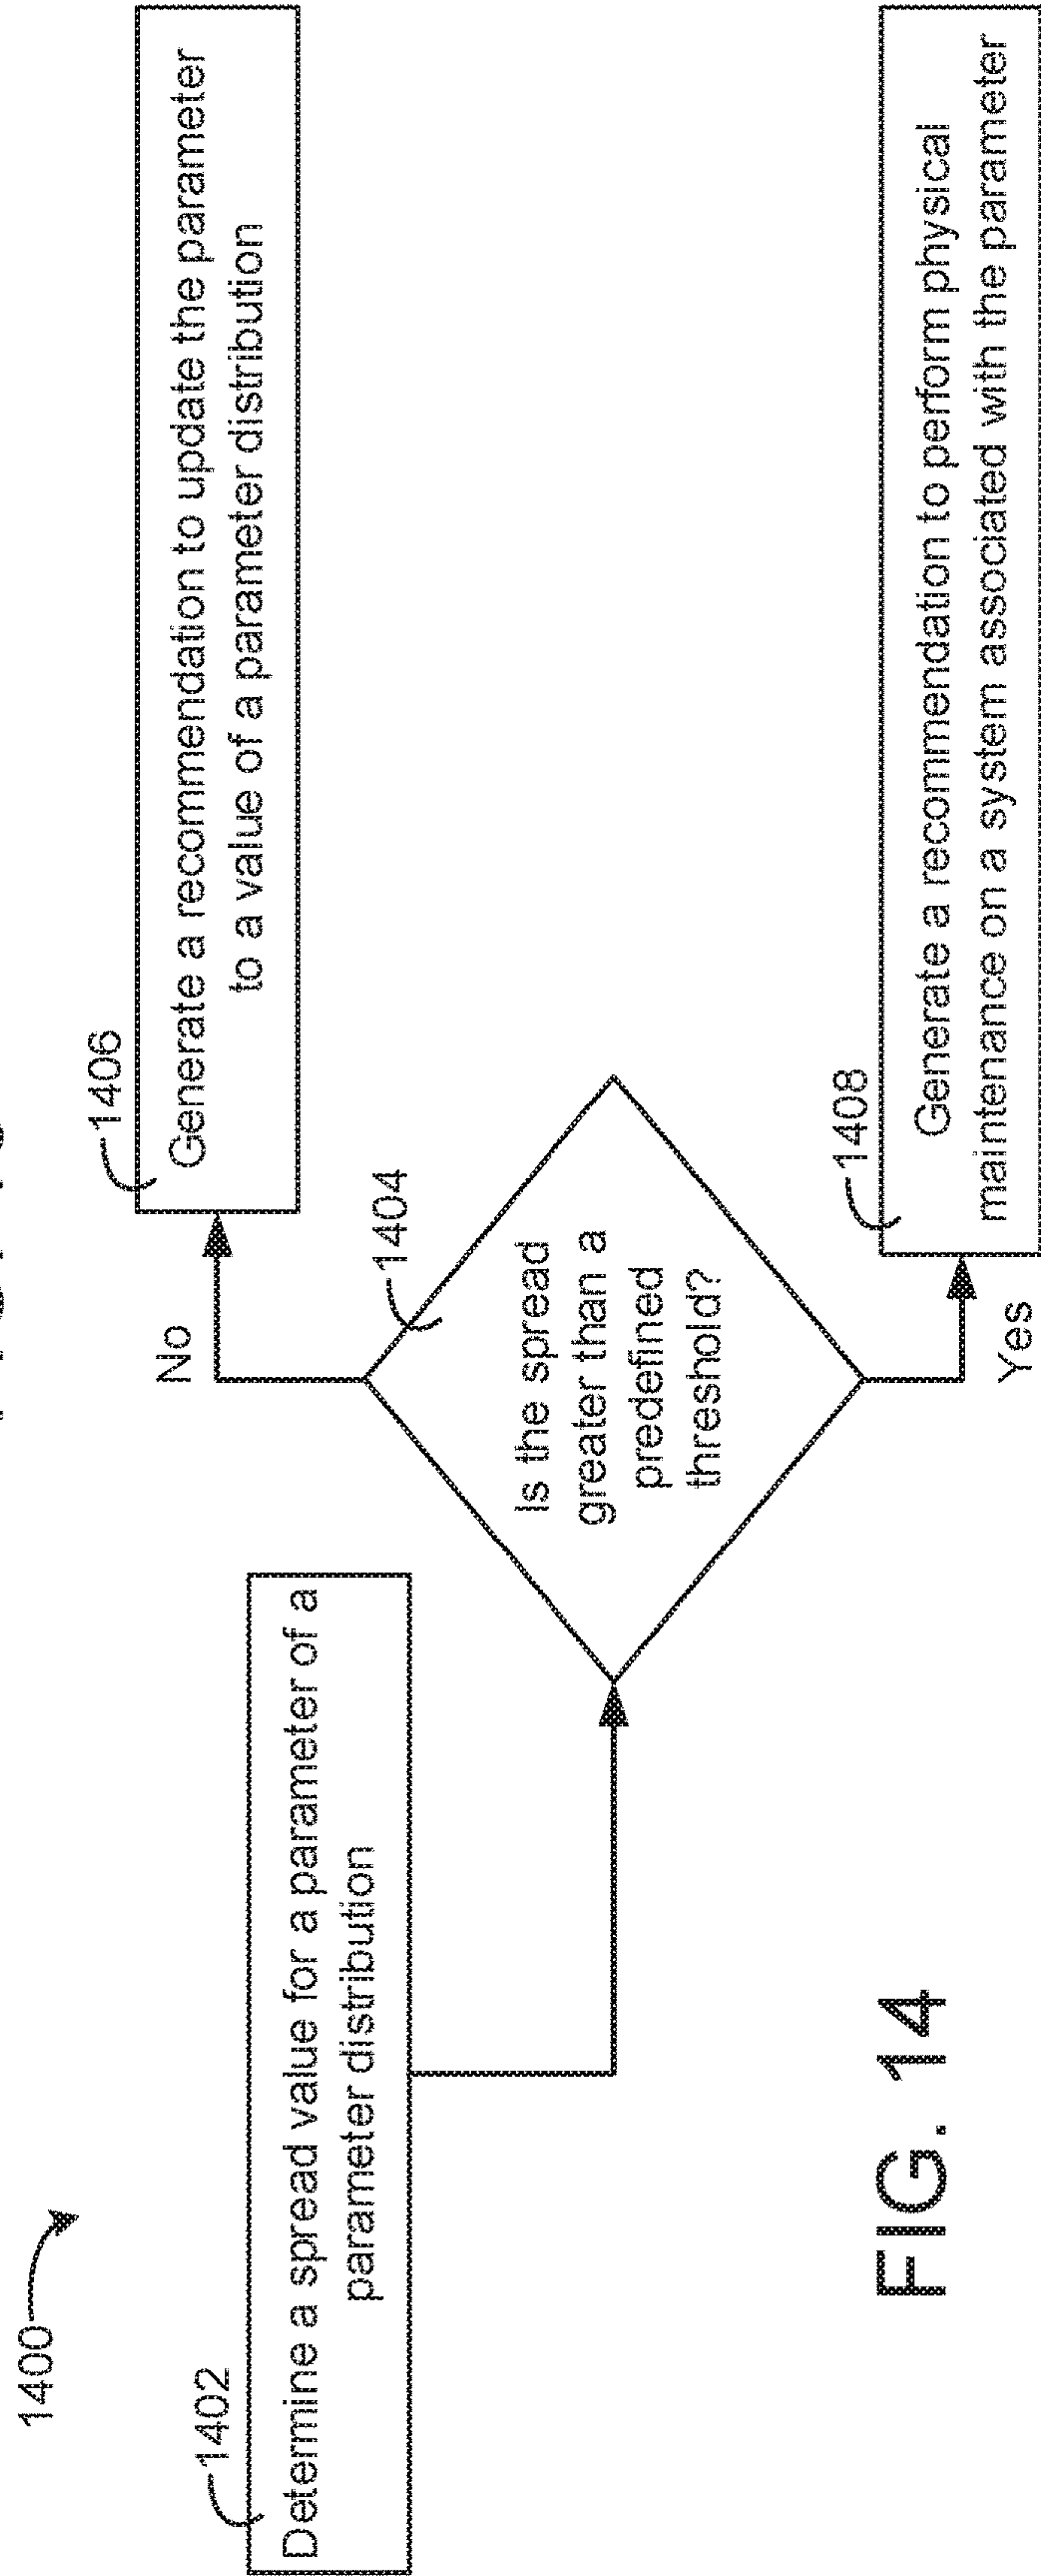 1400
1402
Determine a spread value for a parameter of a
parameter distribution
1404
Is the spread
greater than a
predefined
threshold?
No
1406
Generate a recommendation to update the parameter
to a value of a parameter distribution
Yes
1408
Generate a recommendation to perform physical
maintenance on a system associated with the parameter
FIG. 14